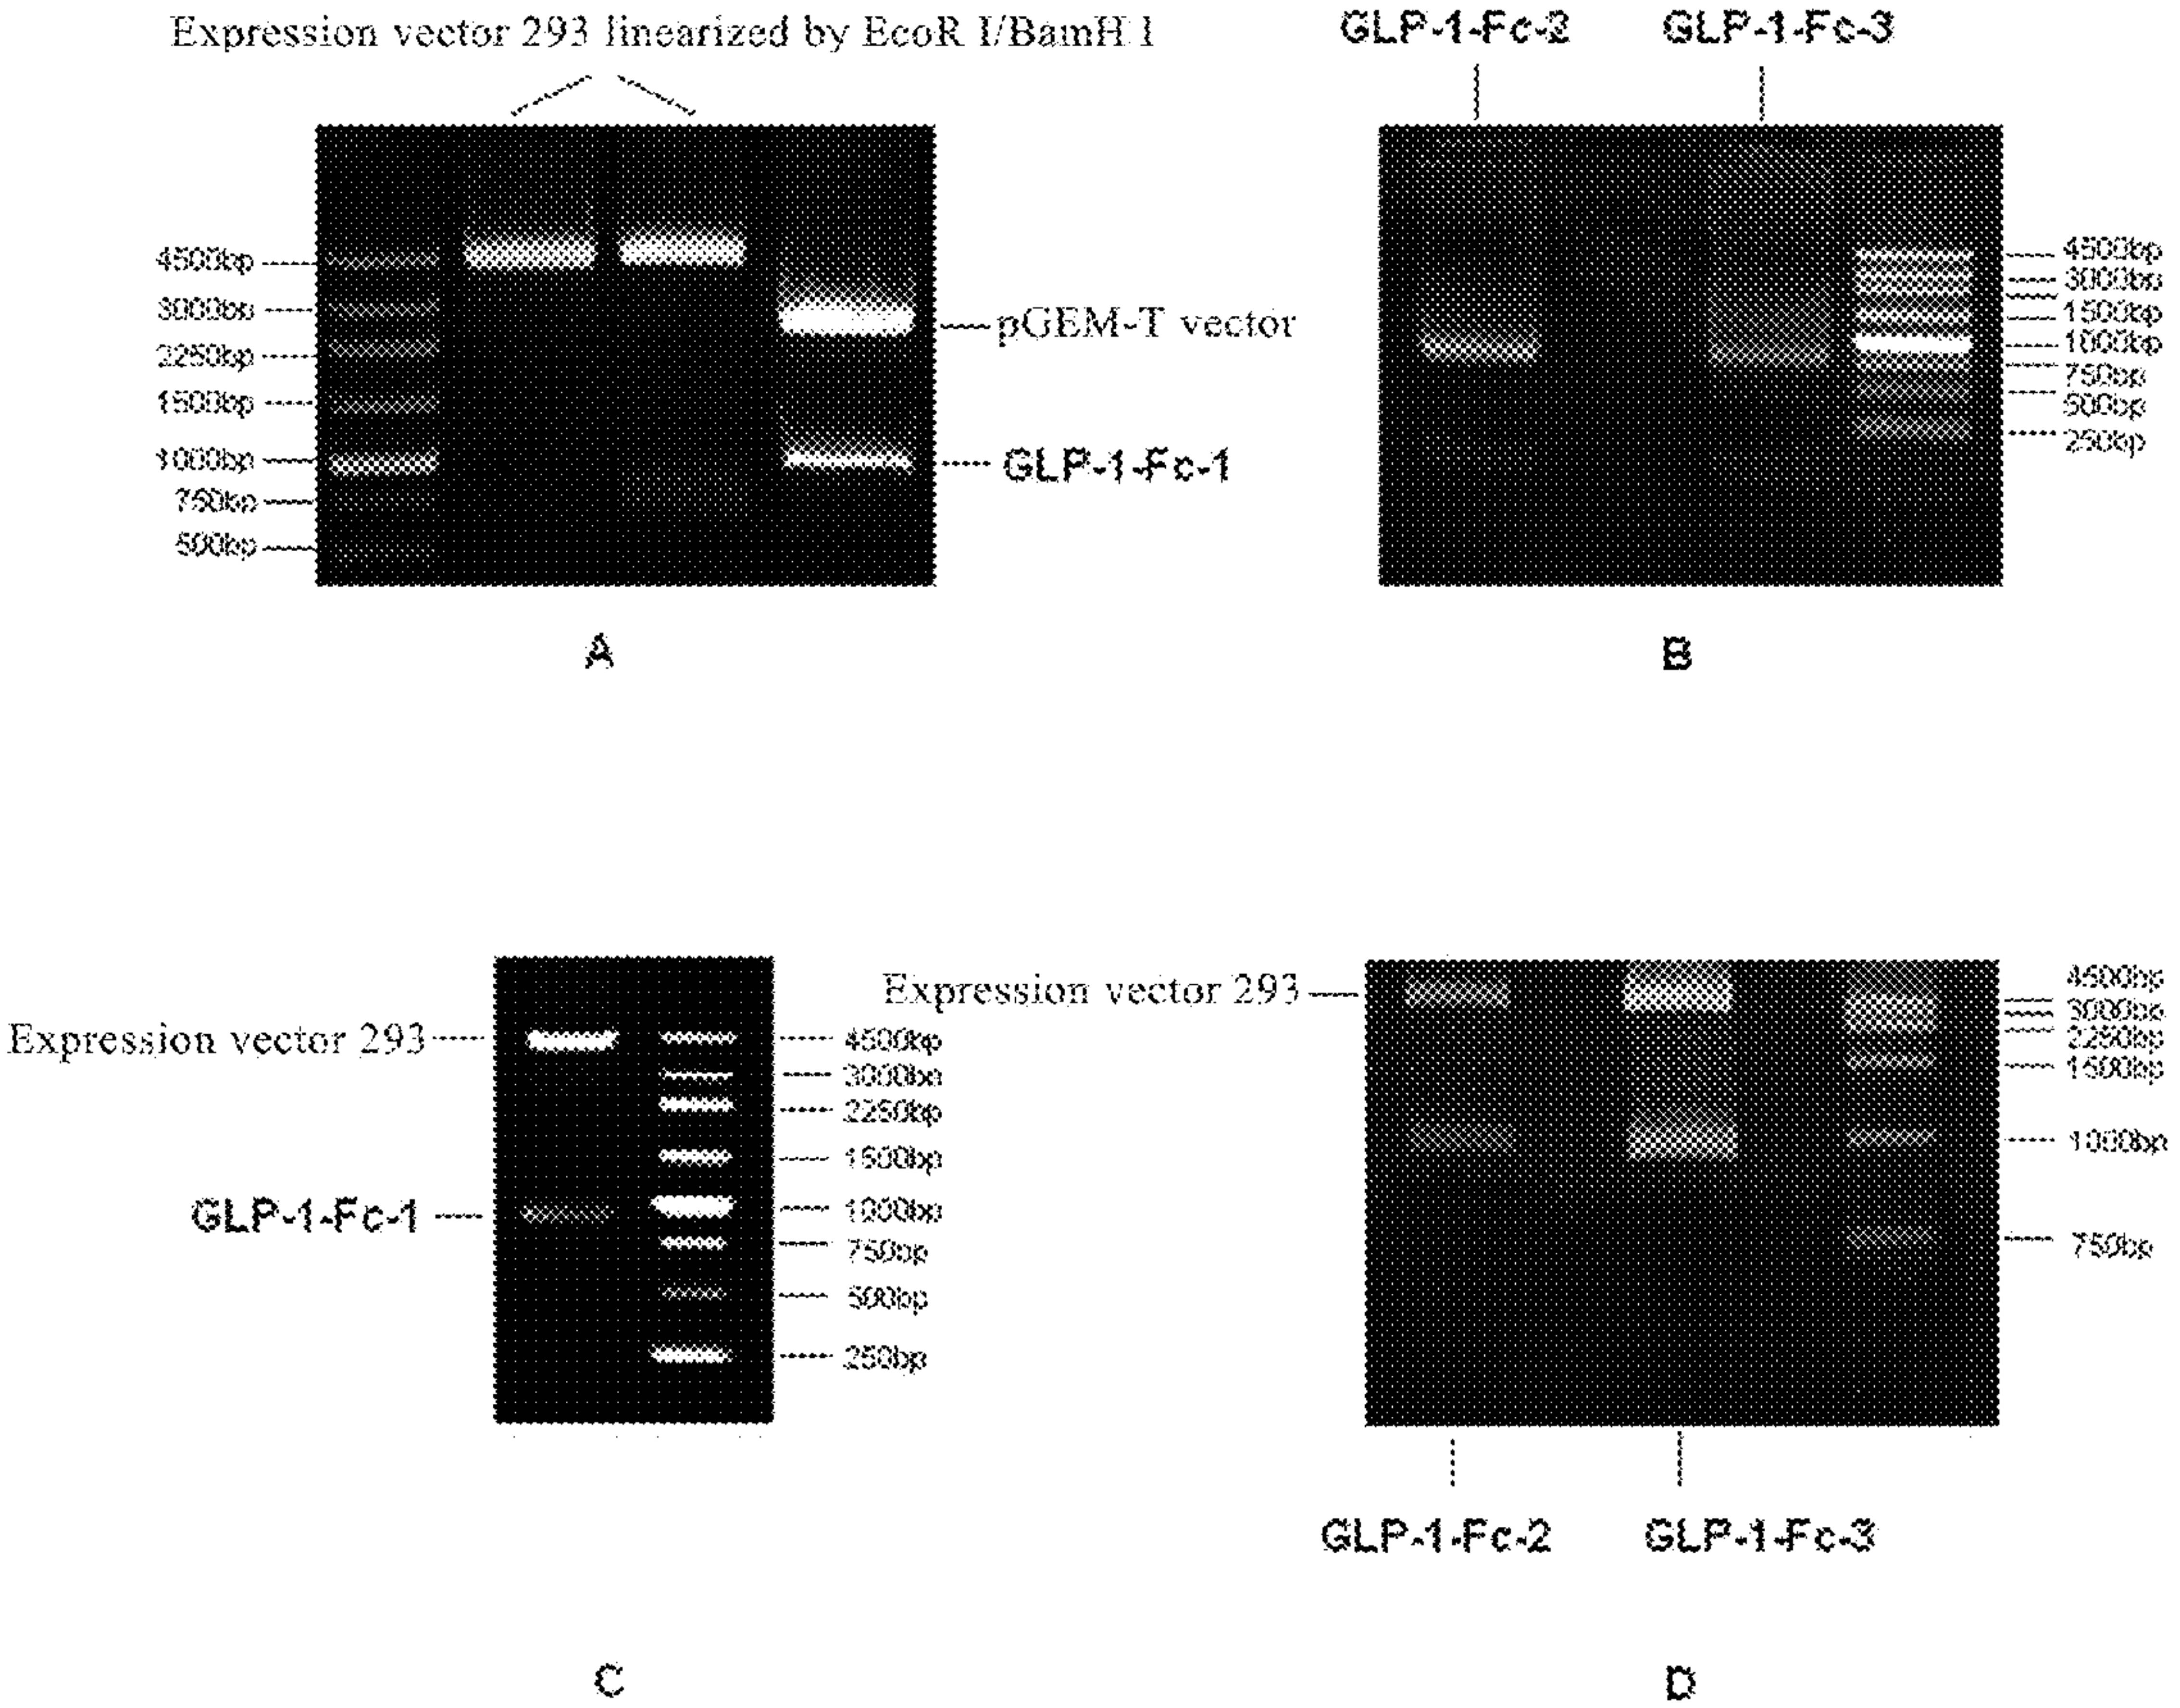 Expression vector 293 linearized by EcoR I/BamH I
4500bp
3000bp
2250bp
1500bp
1000bp
750bp
500bp
pGEM-T vector
GLP-1-Fc-1
A
GLP-1-Fc-2 GLP-1-Fc-3
4500bp
3000bp
1500bp
1000bp
750bp
500bp
250bp
B
Expression vector 293
GLP-1-Fc-1
4500bp
3000bp
2250bp
1500bp
1000bp
750bp
500bp
250bp
C
Expression vector 293
4500bp
3000bp
2250bp
1500bp
1000bp
750bp
GLP-1-Fc-2 GLP-1-Fc-3
D